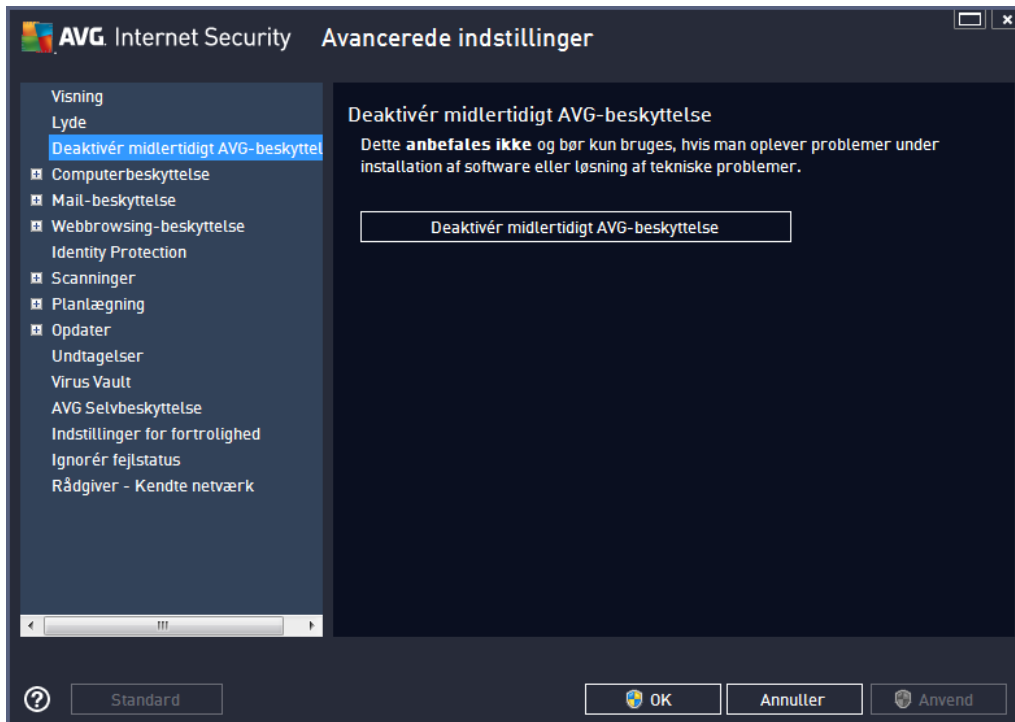 AVG. Internet Security Avancerede indstillinger
Visning
Lyde
Deaktivér midlertidigt AVG-beskyttel
Computerbeskyttelse
Mail-beskyttelse
Webbrowsing-beskyttelse
Identity Protection
Scanninger
Planlægning
Opdater
Undtagelser
Virus Vault
AVG Selvbeskyttelse
Indstillinger for fortrolighed
Ignorér fejlstatus
Rådgiver - Kendte netværk
Deaktivér midlertidigt AVG-beskyttelse
Dette anbefales ikke og bør kun bruges, hvis man oplever problemer under
installation af software eller løsning af tekniske problemer.
Deaktivér midlertidigt AVG-beskyttelse
Standard
OK
Annuller
Anvend